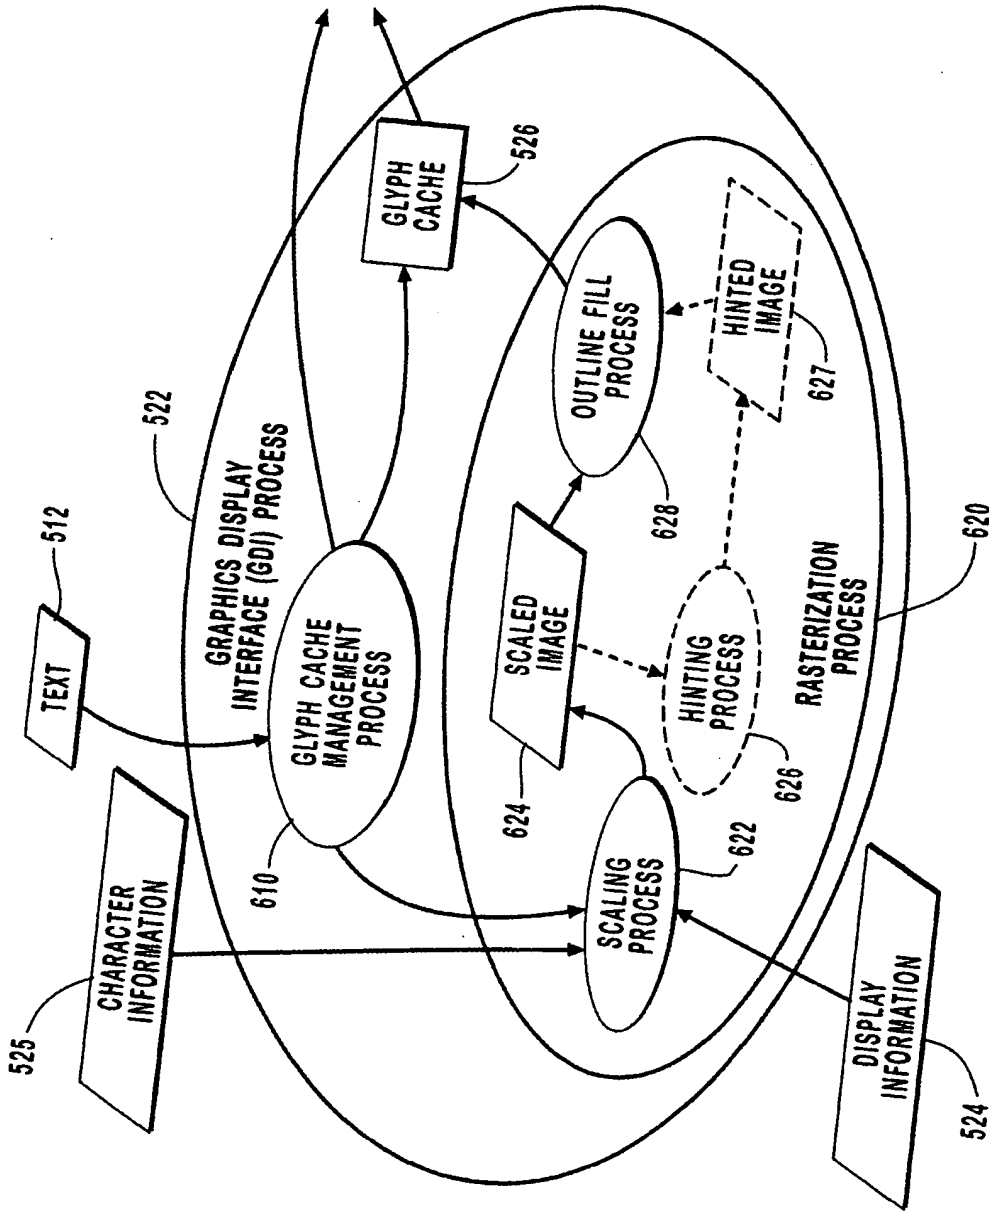 512
TEXT
522
GRAPHICS DISPLAY
INTERFACE (GDI) PROCESS
525
CHARACTER
INFORMATION
610
GLYPH CACHE
MANAGEMENT
PROCESS
GLYPH
CACHE
526
624
SCALED
IMAGE
OUTLINE FILL
PROCESS
628
SCALING
PROCESS
622
HINTING
PROCESS
626
HINTED
IMAGE
627
RASTERIZATION
PROCESS
620
DISPLAY
INFORMATION
524